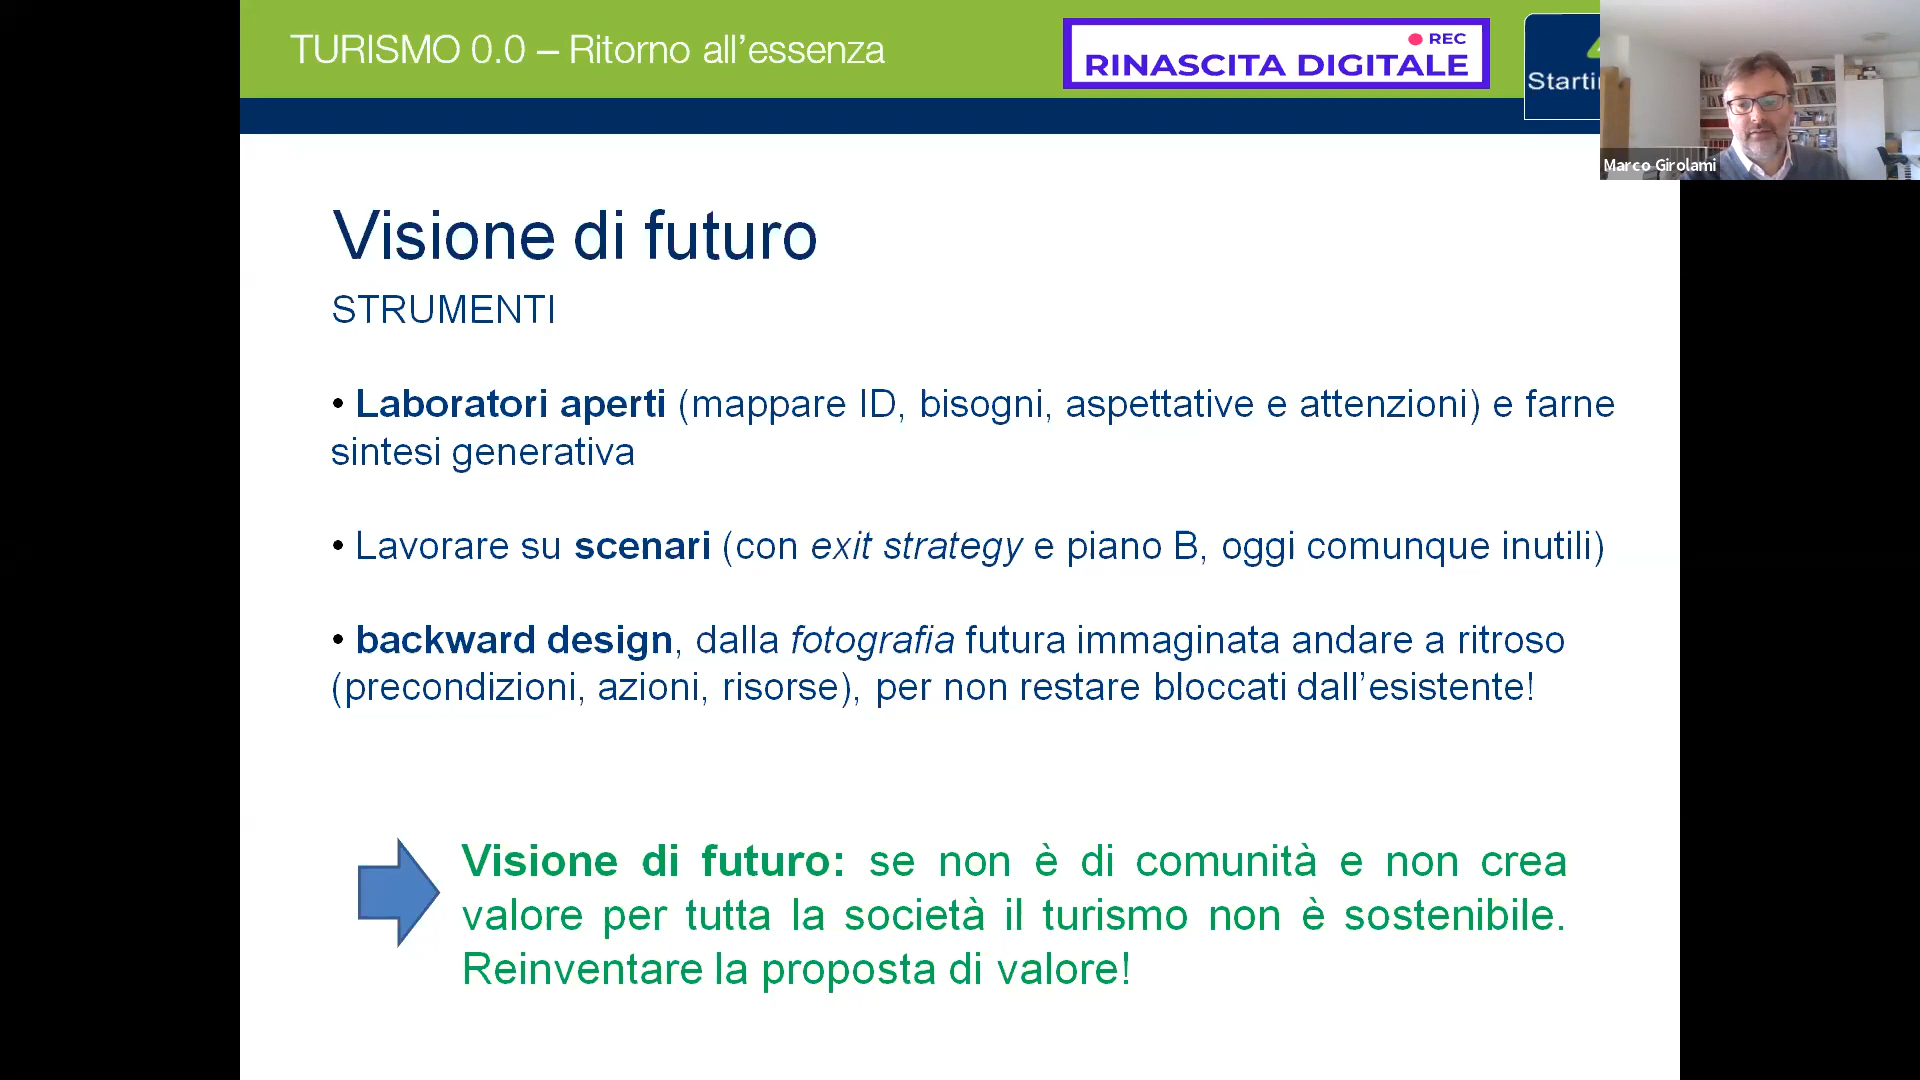 TURISMO 0.0 – Ritorno all’essenza
REC
RINASCITA DIGITALE
Marco Girolami
Visione di futuro
STRUMENTI
• Laboratori aperti (mappare ID, bisogni, aspettative e attenzioni) e farne
sintesi generativa
• Lavorare su scenari (con exit strategy e piano B, oggi comunque inutili)
• backward design, dalla fotografia futura immaginata andare a ritroso
(precondizioni, azioni, risorse), per non restare bloccati dall’esistente!
Visione di futuro: se non è di comunità e non crea
valore per tutta la società il turismo non è sostenibile.
Reinventare la proposta di valore!